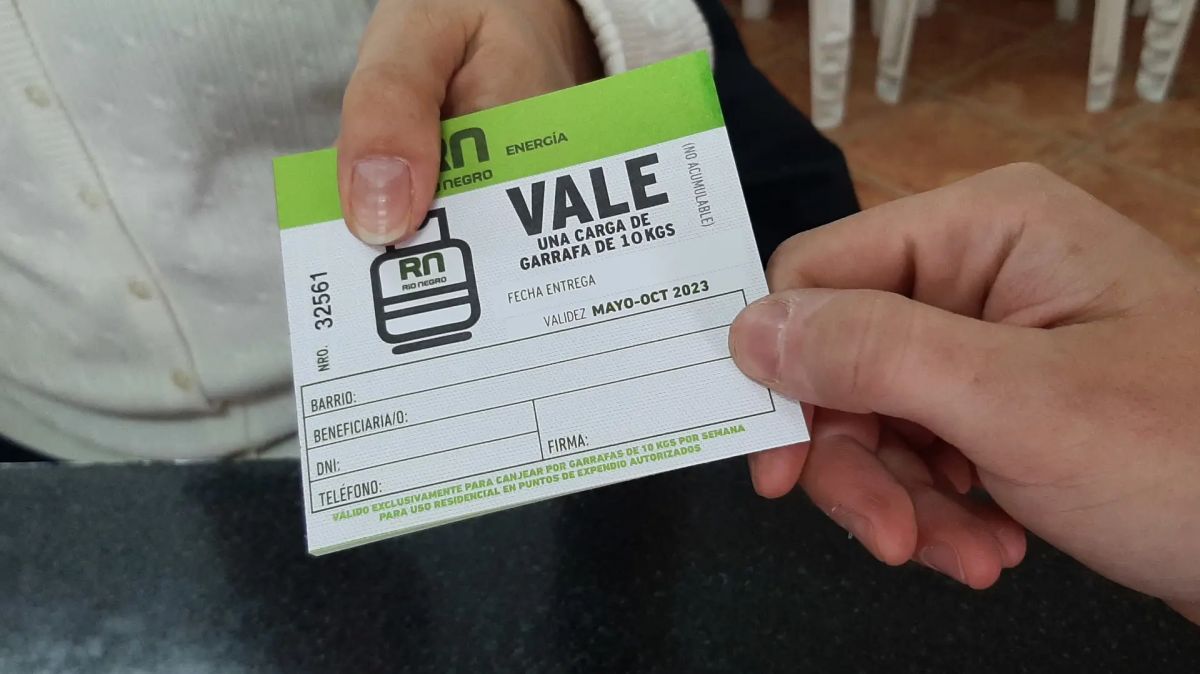 RN ENERGÍA
RÍO NEGRO
VALE
(NO ACUMULABLE)
UNA CARGA DE
GARRAFA DE 10KGS
RN
RIO NEGRO
FECHA ENTREGA
VALIDEZ MAYO-OCT 2023
NRO. 32561
BARRIO:
BENEFICIARIA/O:
DNI:
FIRMA:
TELÉFONO:
VÁLIDO EXCLUSIVAMENTE PARA CANJEAR POR GARRAFAS DE 10 KGS POR SEMANA
PARA USO RESIDENCIAL EN PUNTOS DE EXPENDIO AUTORIZADOS